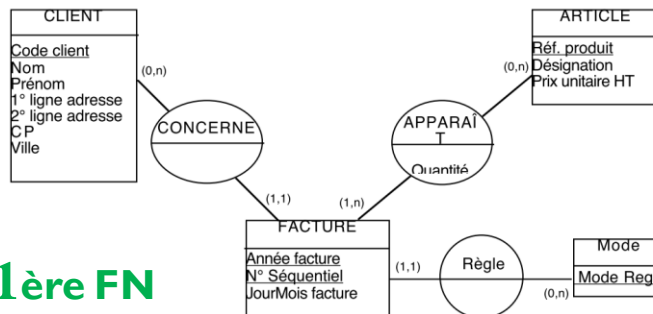 CLIENT
Code client
Nom
Prénom
1° ligne adresse
2° ligne adresse
CP
Ville
(0,n)
CONCERNE
(1,1)
ARTICLE
Réf. produit
Désignation
Prix unitaire HT
(0,n)
APPARAÎ
T
Quantité
(1,n)
FACTURE
Année facture
N° Séquentiel
JourMois facture
(1,1)
Règle
(0,n)
Mode
Mode Reg
1ère FN